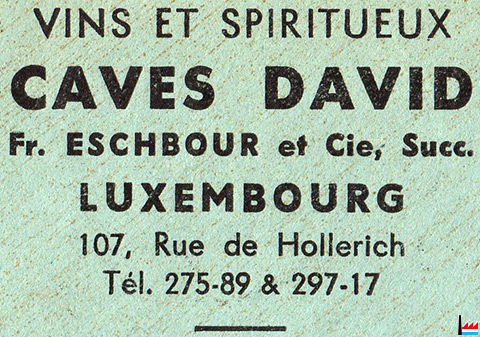 VINS ET SPIRITUEUX
CAVES DAVID
Fr. ESCHBOUR et Cie, Succ.
LUXEMBOURG
107, Rue de Hollerich
Tél. 275-89 & 297-17